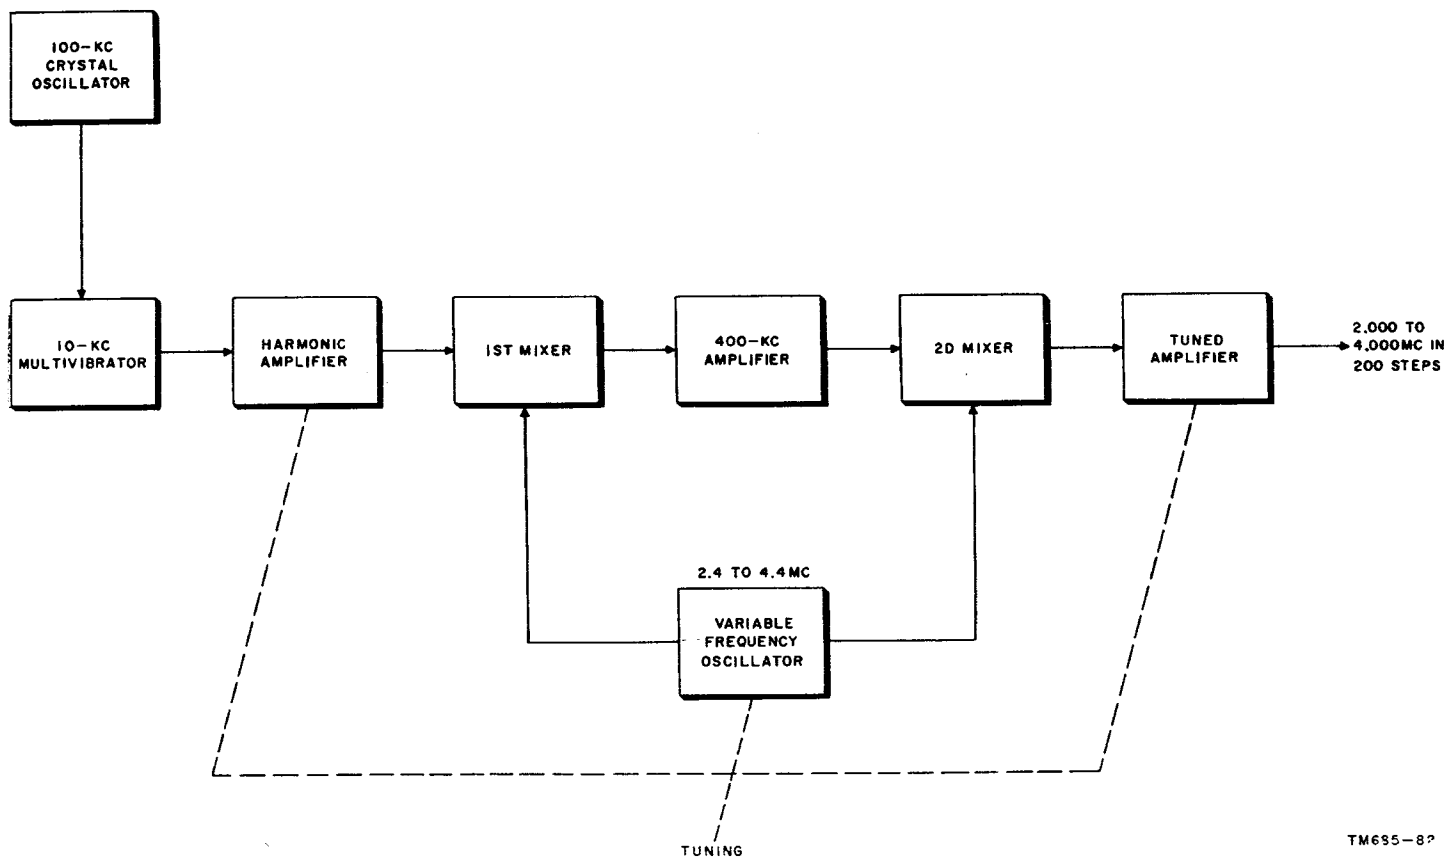 100-KC
CRYSTAL
OSCILLATOR
10-KC
MULTIVIBRATOR
HARMONIC
AMPLIFIER
1ST MIXER
400-KC
AMPLIFIER
2D MIXER
TUNED
AMPLIFIER
2.000 TO
4.000MC IN
200 STEPS
2.4 TO 4.4MC
VARIABLE
FREQUENCY
OSCILLATOR
TUNING